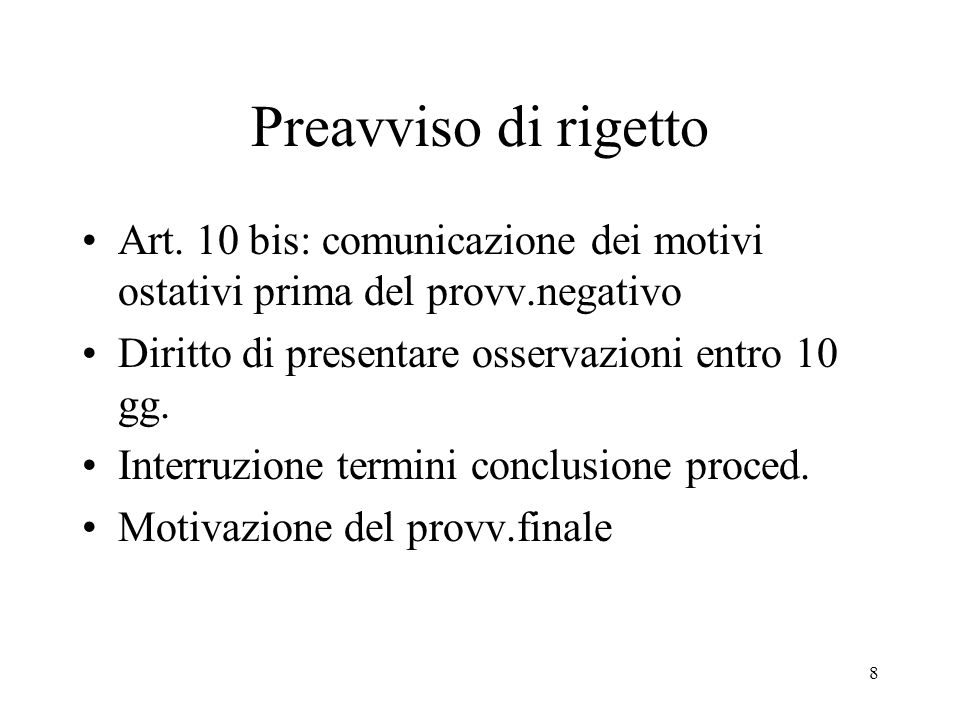 Preavviso di rigetto
• Art. 10 bis: comunicazione dei motivi
ostativi prima del provv.negativo
• Diritto di presentare osservazioni entro 10
gg.
• Interruzione termini conclusione proced.
• Motivazione del provv.finale
8